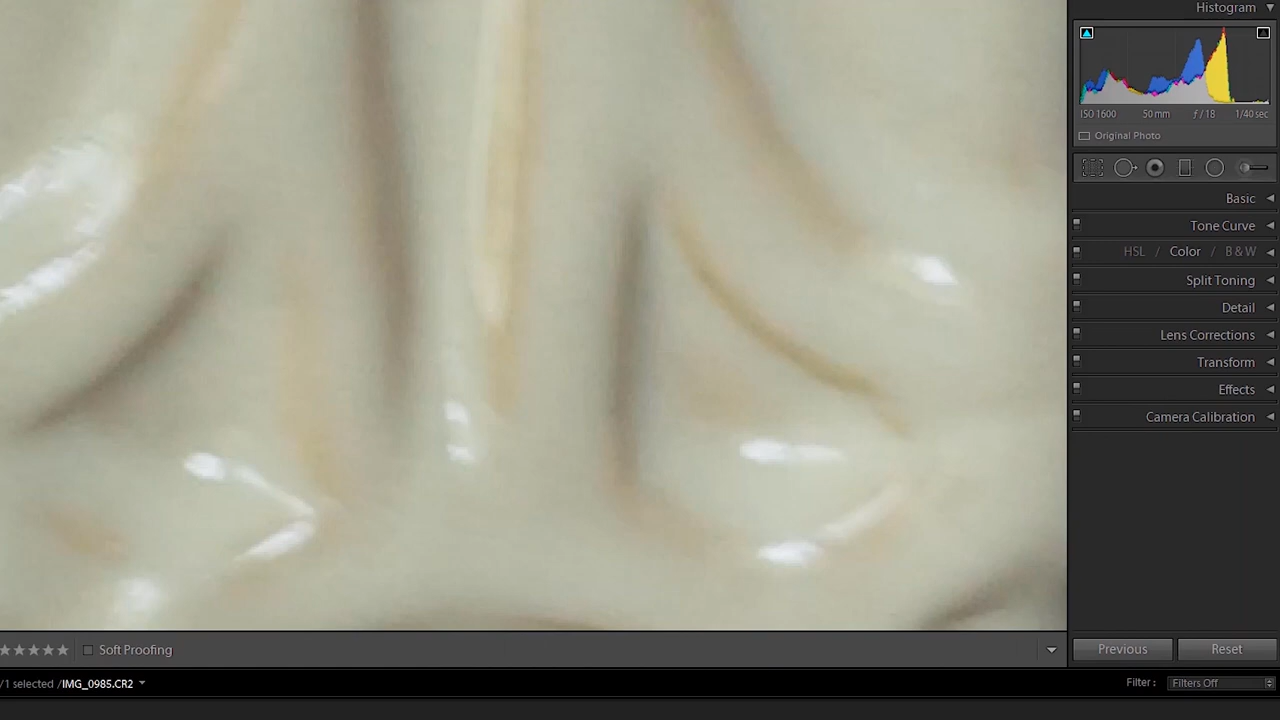 Histogram
ISO 1600 50 mm ƒ / 18 1/40 sec
Original Photo
Basic
Tone Curve
HSL / Color / B & W
Split Toning
Detail
Lens Corrections
Transform
Effects
Camera Calibration
Soft Proofing
Previous Reset
/1 selected /IMG_0985.CR2
Filter : Filters Off